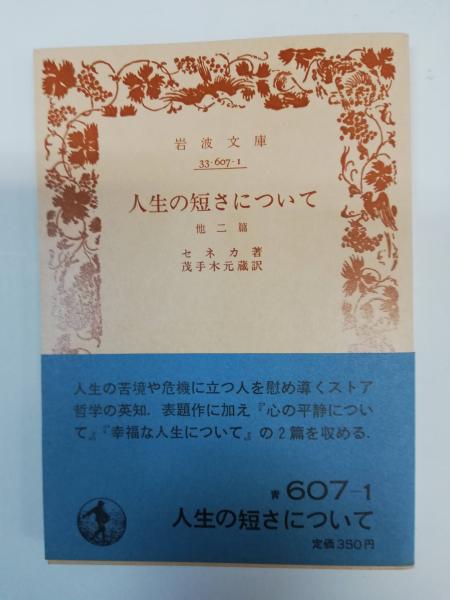 岩波文庫
33-607-1
人生の短さについて
他二篇
セネカ著
茂手木元蔵訳
人生の苦境や危機に立つ人を慰め導くストア
哲学の英知．表題作に加え『心の平静につい
て』『幸福な人生について』の2篇を収める．
青 607-1
人生の短さについて
定価350円